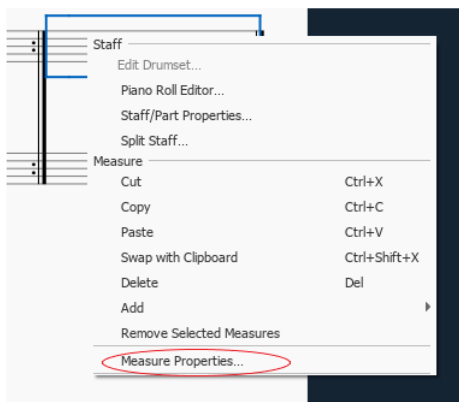 Staff
Edit Drumset...
Piano Roll Editor...
Staff/Part Properties...
Split Staff...
Measure
Cut Ctrl+X
Copy Ctrl+C
Paste Ctrl+V
Swap with Clipboard Ctrl+Shift+X
Delete Del
Add
Remove Selected Measures
Measure Properties...